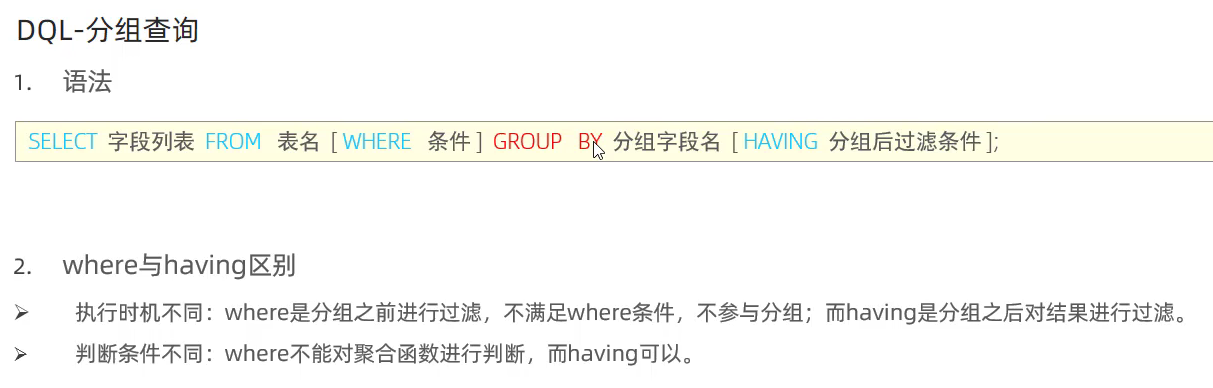 DQL-分组查询
1. 语法
SELECT 字段列表 FROM 表名 [ WHERE 条件 ] GROUP BY 分组字段名 [ HAVING 分组后过滤条件 ];
2. where与having区别
➢ 执行时机不同：where是分组之前进行过滤，不满足where条件，不参与分组；而having是分组之后对结果进行过滤。
➢ 判断条件不同：where不能对聚合函数进行判断，而having可以。